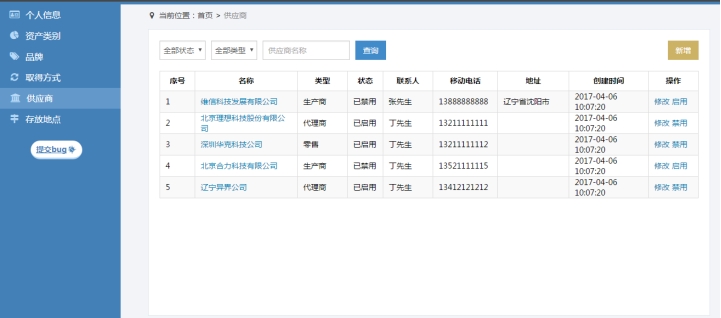 个人信息
资产类别
品牌
取得方式
供应商
存放地点
提交bug
当前位置：首页 > 供应商
全部状态 全部类型 供应商名称 查询 新增
序号 名称 类型 状态 联系人 移动电话 地址 创建时间 操作
1 维信科技发展有限公司 生产商 已禁用 张先生 13888888888 辽宁省沈阳市 2017-04-06 10:07:20 修改 启用
2 北京理想科技股份有限公司 代理商 已启用 丁先生 13211111111 2017-04-06 10:07:20 修改 禁用
3 深圳华克科技公司 零售 已启用 丁先生 13211111112 2017-04-06 10:07:20 修改 禁用
4 北京合力科技有限公司 生产商 已禁用 丁先生 13521111115 2017-04-06 10:07:20 修改 启用
5 辽宁异界公司 代理商 已启用 丁先生 13412121212 2017-04-06 10:07:20 修改 禁用